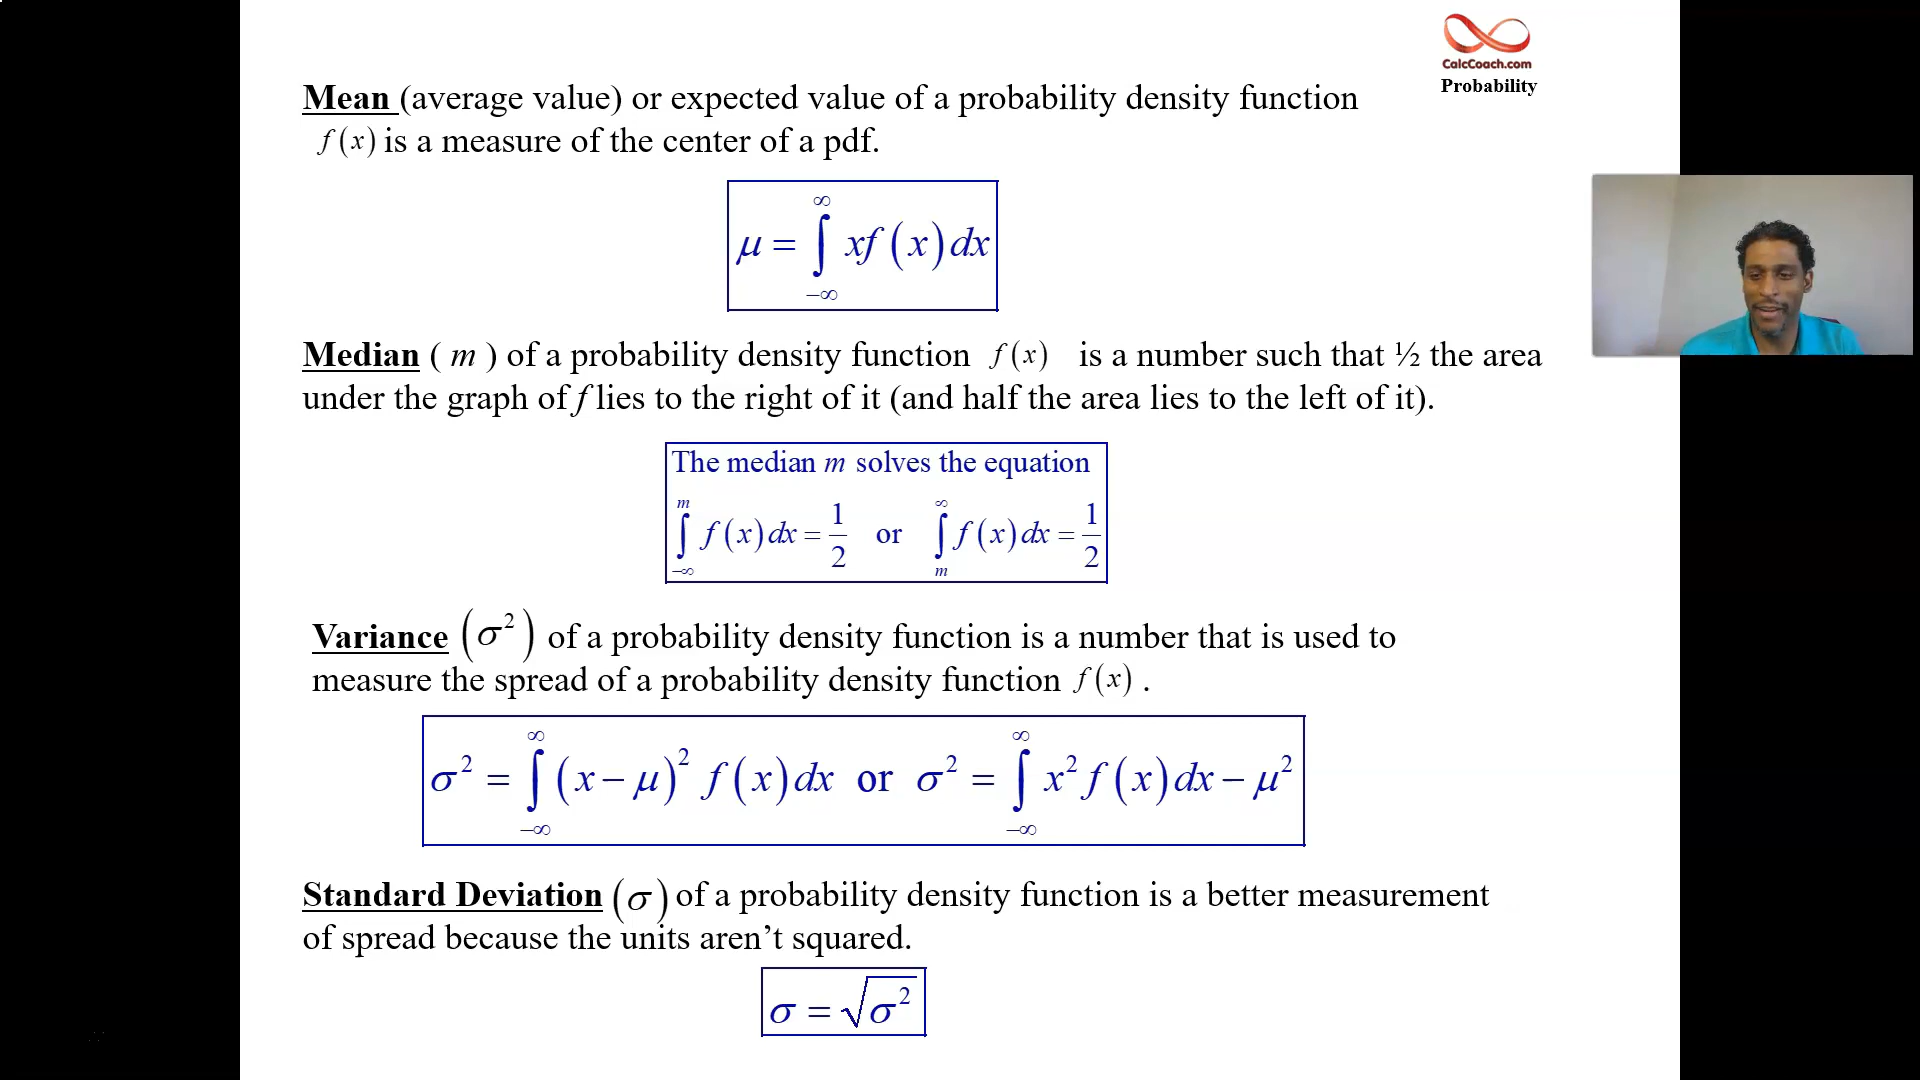 CalcCoach.com
Probability
Mean (average value) or expected value of a probability density function
f(x) is a measure of the center of a pdf.
μ = ∫_{-∞}^{∞} xf(x)dx
Median ( m ) of a probability density function f(x) is a number such that ½ the area
under the graph of f lies to the right of it (and half the area lies to the left of it).
The median m solves the equation
∫_{-∞}^{m} f(x)dx = 1/2 or ∫_{m}^{∞} f(x)dx = 1/2
Variance (σ²) of a probability density function is a number that is used to
measure the spread of a probability density function f(x) .
σ² = ∫_{-∞}^{∞} (x − μ)² f(x)dx or σ² = ∫_{-∞}^{∞} x² f(x)dx − μ²
Standard Deviation (σ) of a probability density function is a better measurement
of spread because the units aren’t squared.
σ = √σ²